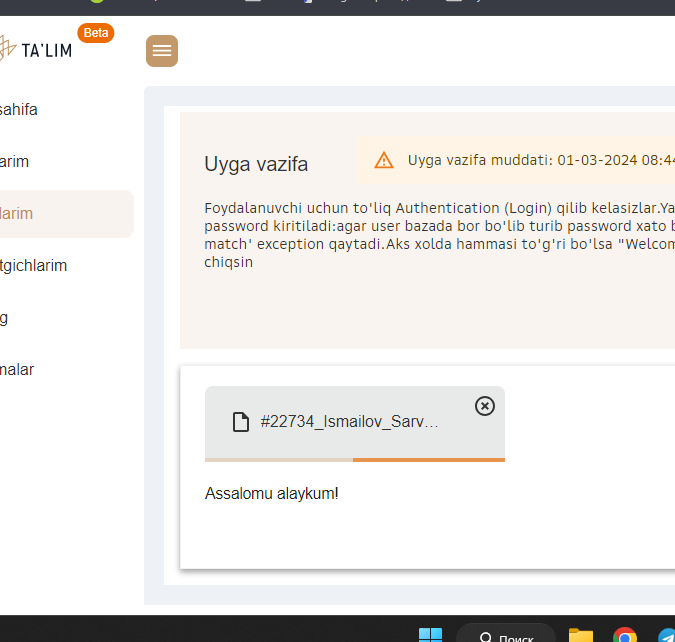 TA'LIM
Beta
sahifa
arim
larim
tgichlarim
g
malar
Uyga vazifa
Uyga vazifa muddati: 01-03-2024 08:44
Foydalanuvchi uchun to'liq Authentication (Login) qilib kelasizlar.Ya
password kiritiladi:agar user bazada bor bo'lib turib password xato b
match' exception qaytadi.Aks xolda hammasi to'g'ri bo'lsa "Welcom
chiqsin
#22734_Ismailov_Sarv...
Assalomu alaykum!
Поиск